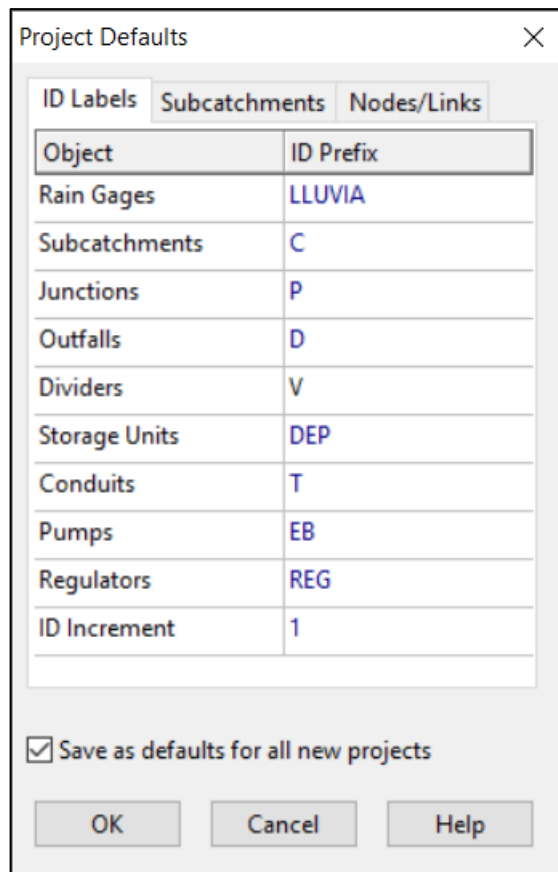 Project Defaults
ID Labels Subcatchments Nodes/Links
Object ID Prefix
Rain Gages LLUVIA
Subcatchments C
Junctions P
Outfalls D
Dividers V
Storage Units DEP
Conduits T
Pumps EB
Regulators REG
ID Increment 1
Save as defaults for all new projects
OK Cancel Help